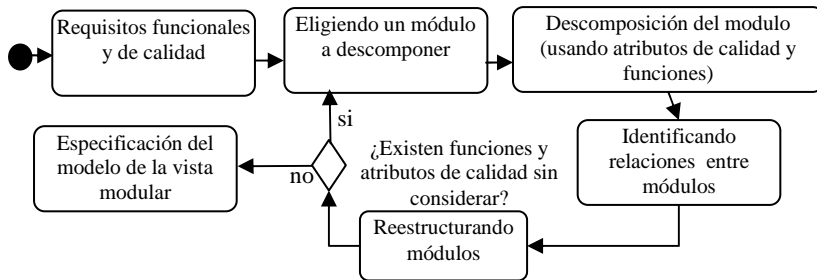 Requisitos funcionales
y de calidad
Eligiendo un módulo
a descomponer
Descomposición del modulo
(usando atributos de calidad y
funciones)
Identificando
relaciones entre
módulos
Reestructurando
módulos
¿Existen funciones y
atributos de calidad sin
considerar?
si
no
Especificación del
modelo de la vista
modular